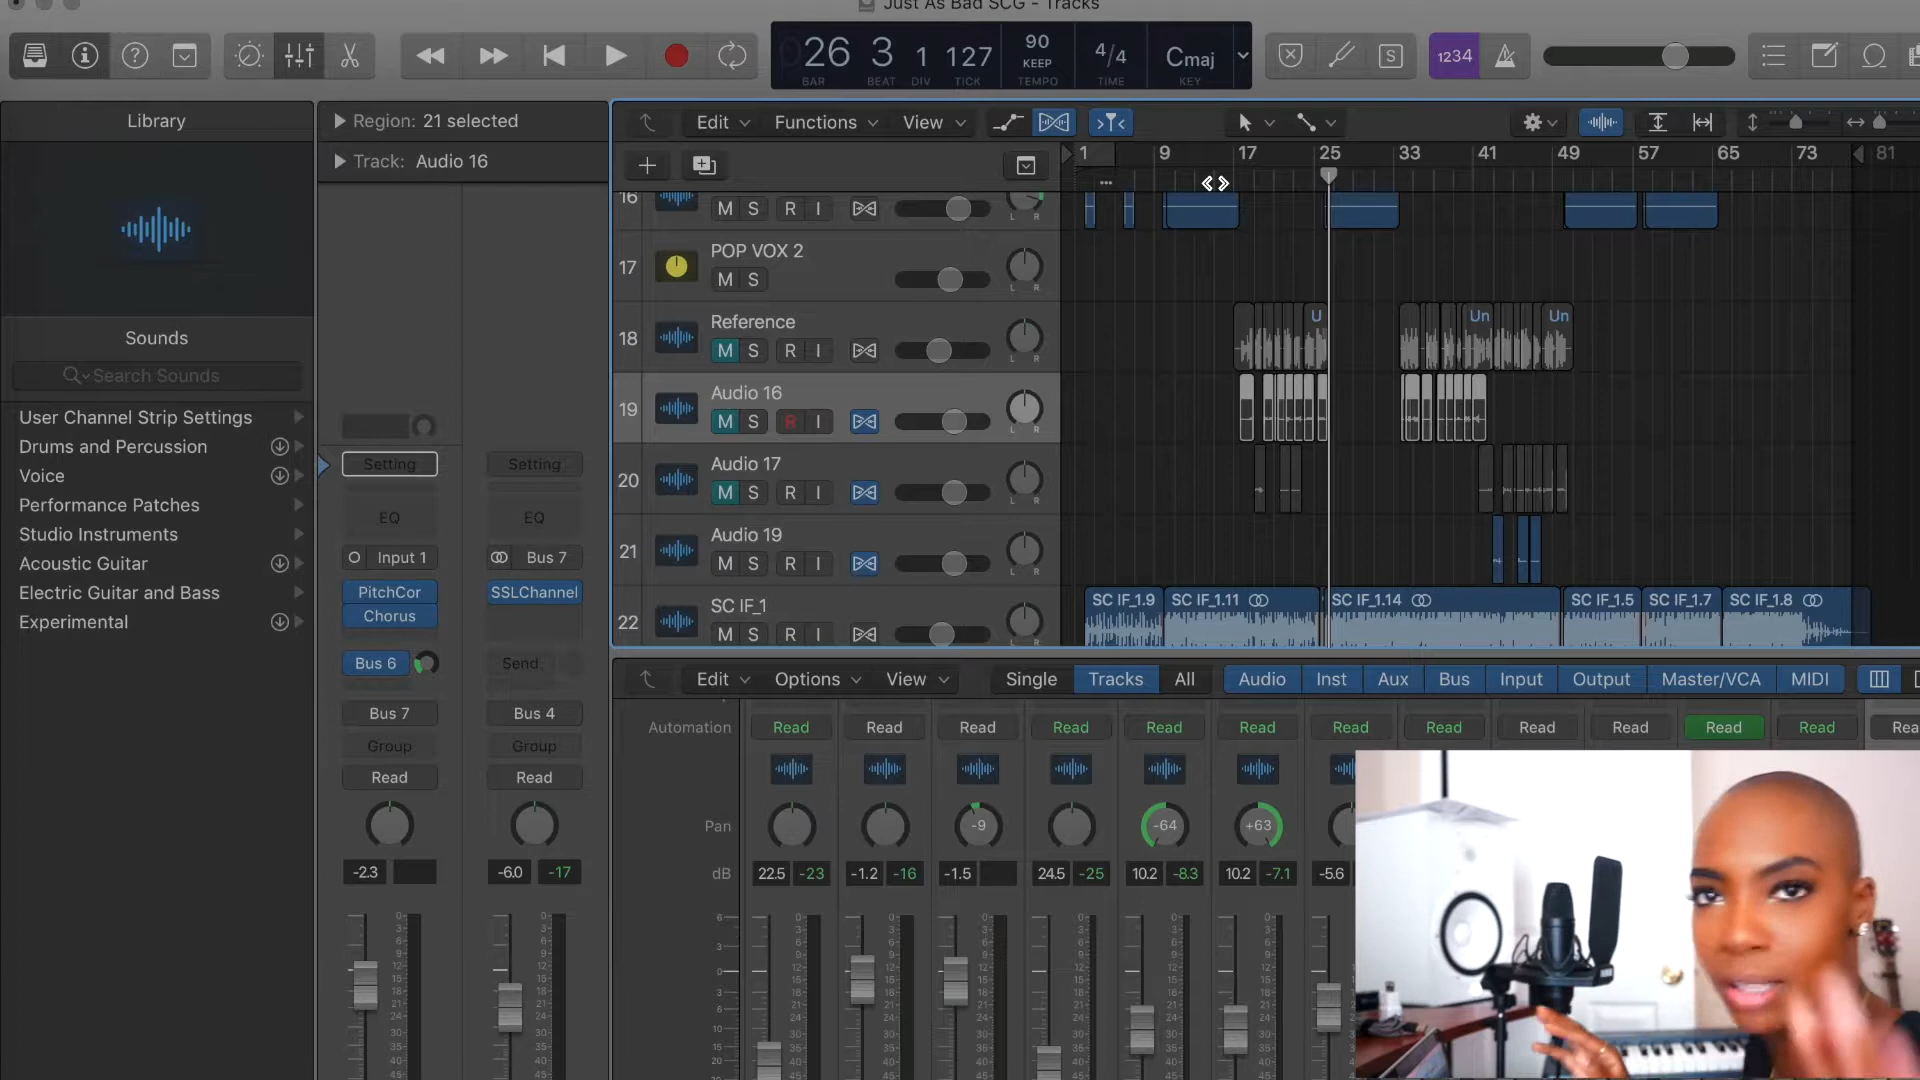 Just As Bad SCG - Tracks
26 3 1 127 90 4/4 Cmaj
KEEP
BAR BEAT DIV TICK TEMPO TIME KEY
S 1234
Library
Region: 21 selected
Edit Functions View
Track: Audio 16
1 9 17 25 33 41 49 57 65 73 81
16 M S R I L R
17 POP VOX 2
M S L R
18 Reference
M S R I L R
U Un Un
19 Audio 16
M S R I L R
20 Audio 17
M S R I L R
21 Audio 19
M S R I L R
22 SC IF_1
M S R I L R
SC IF_1.9 SC IF_1.11 SC IF_1.14 SC IF_1.5 SC IF_1.7 SC IF_1.8
Sounds
Search Sounds
User Channel Strip Settings
Drums and Percussion
Voice
Performance Patches
Studio Instruments
Acoustic Guitar
Electric Guitar and Bass
Experimental
Setting Setting
EQ EQ
Input 1 Bus 7
PitchCor SSLChannel
Chorus
Bus 6 Send
Bus 7 Bus 4
Group Group
Read Read
-2.3 -6.0 -17
Edit Options View Single Tracks All Audio Inst Aux Bus Input Output Master/VCA MIDI
Automation Read Read Read Read Read Read Read Read Read Read Read Read Rea
Pan -9 -64 +63
dB 22.5 -23 -1.2 -16 -1.5 24.5 -25 10.2 -8.3 10.2 -7.1 -5.6